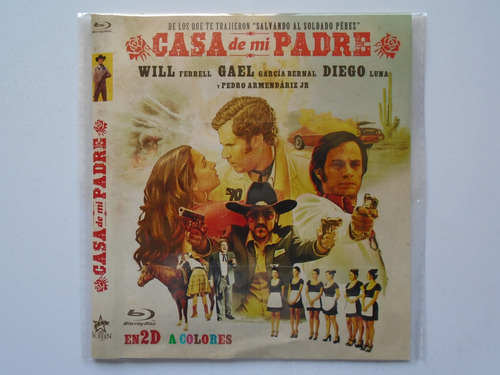 DE LOS QUE TE TRAJERON "SALVANDO AL SOLDADO PÉREZ"
CASA de mi PADRE
WILL FERRELL GAEL GARCÍA BERNAL DIEGO LUNA
Y PEDRO ARMENDÁRIZ JR
CASA de mi PADRE
Blu-ray Disc
EN 2D A COLORES